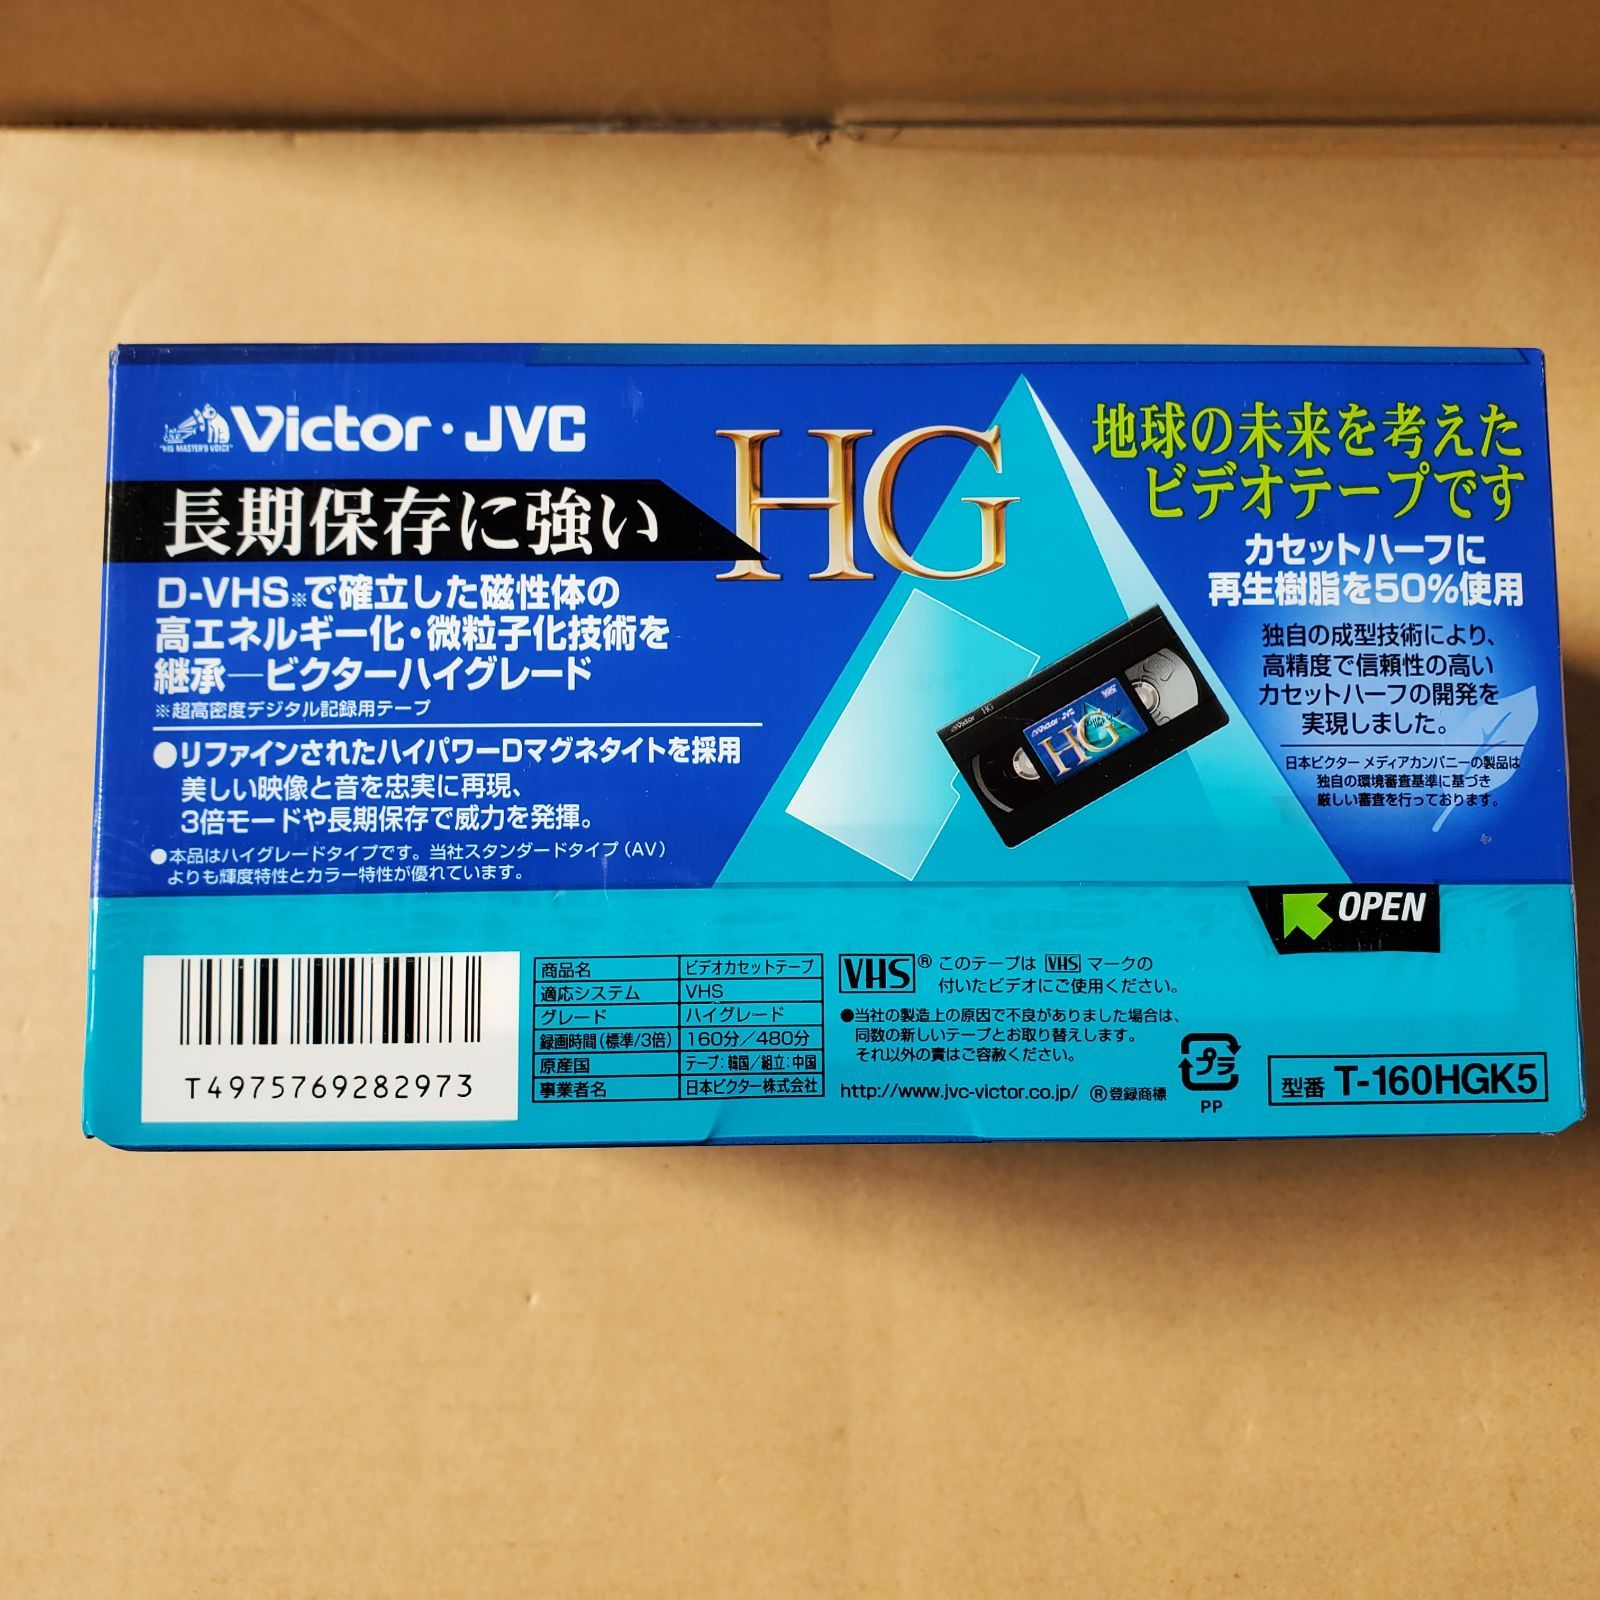 Victor・JVC
"HIS MASTER'S VOICE"
長期保存に強い
HG
D-VHS※で確立した磁性体の
高エネルギー化・微粒子化技術を
継承―ビクターハイグレード
※超高密度デジタル記録用テープ
●リファインされたハイパワーDマグネタイトを採用
美しい映像と音を忠実に再現、
3倍モードや長期保存で威力を発揮。
●本品はハイグレードタイプです。当社スタンダードタイプ(AV)
よりも輝度特性とカラー特性が優れています。
地球の未来を考えた
ビデオテープです
カセットハーフに
再生樹脂を50%使用
独自の成型技術により、
高精度で信頼性の高い
カセットハーフの開発を
実現しました。
日本ビクター メディアカンパニーの製品は
独自の環境審査基準に基づき
厳しい審査を行っております。
Victor HG
Victor・JVC
HG
OPEN
T4975769282973
商品名 ビデオカセットテープ
適応システム VHS
グレード ハイグレード
録画時間(標準/3倍) 160分/480分
原産国 テープ:韓国/組立:中国
事業者名 日本ビクター株式会社
VHS® このテープは VHS マークの
付いたビデオにご使用ください。
●当社の製造上の原因で不良がありました場合は、
同数の新しいテープとお取り替えします。
それ以外の責はご容赦ください。
http://www.jvc-victor.co.jp/ ®登録商標
プラ
PP
型番 T-160HGK5